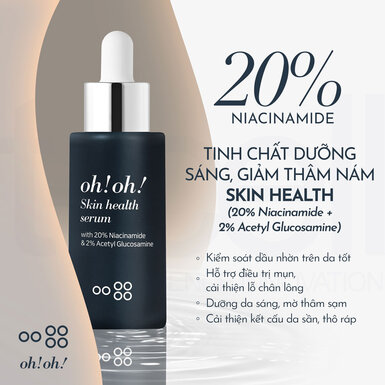 20%
NIACINAMIDE
TINH CHẤT DƯỠNG
SÁNG, GIẢM THÂM NÁM
SKIN HEALTH
(20% Niacinamide +
2% Acetyl Glucosamine)
Kiểm soát dầu nhờn trên da tốt
Hỗ trợ điều trị mụn,
cải thiện lỗ chân lông
Dưỡng da sáng, mờ thâm sạm
Cải thiện kết cấu da sần, thô ráp
oh!oh!
Skin health
serum
with 20% Niacinamide
& 2% Acetyl Glucosamine
oh!oh!